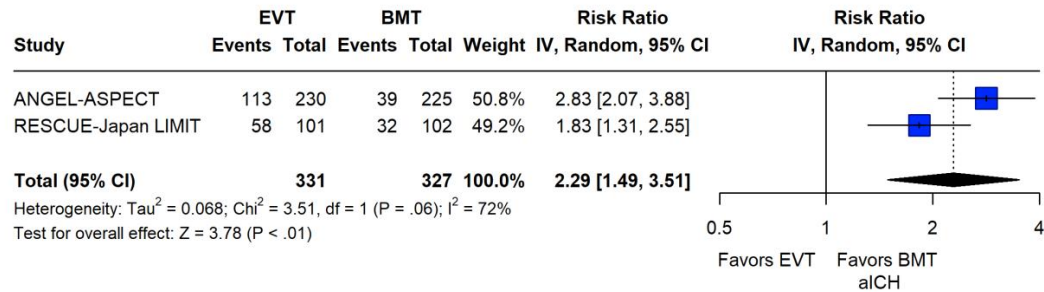 EVT BMT Risk Ratio Risk Ratio
Study Events Total Events Total Weight IV, Random, 95% CI IV, Random, 95% CI
ANGEL-ASPECT 113 230 39 225 50.8% 2.83 [2.07, 3.88]
RESCUE-Japan LIMIT 58 101 32 102 49.2% 1.83 [1.31, 2.55]
Total (95% CI) 331 327 100.0% 2.29 [1.49, 3.51]
Heterogeneity: Tau² = 0.068; Chi² = 3.51, df = 1 (P = .06); I² = 72%
Test for overall effect: Z = 3.78 (P < .01)
0.5 1 2 4
Favors EVT Favors BMT
aICH